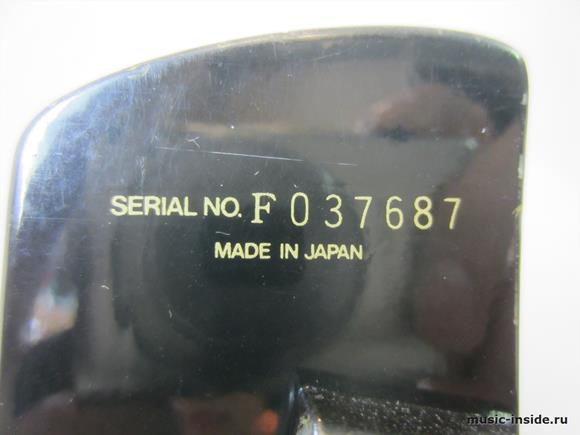 SERIAL NO. F 037687
MADE IN JAPAN
music-inside.ru